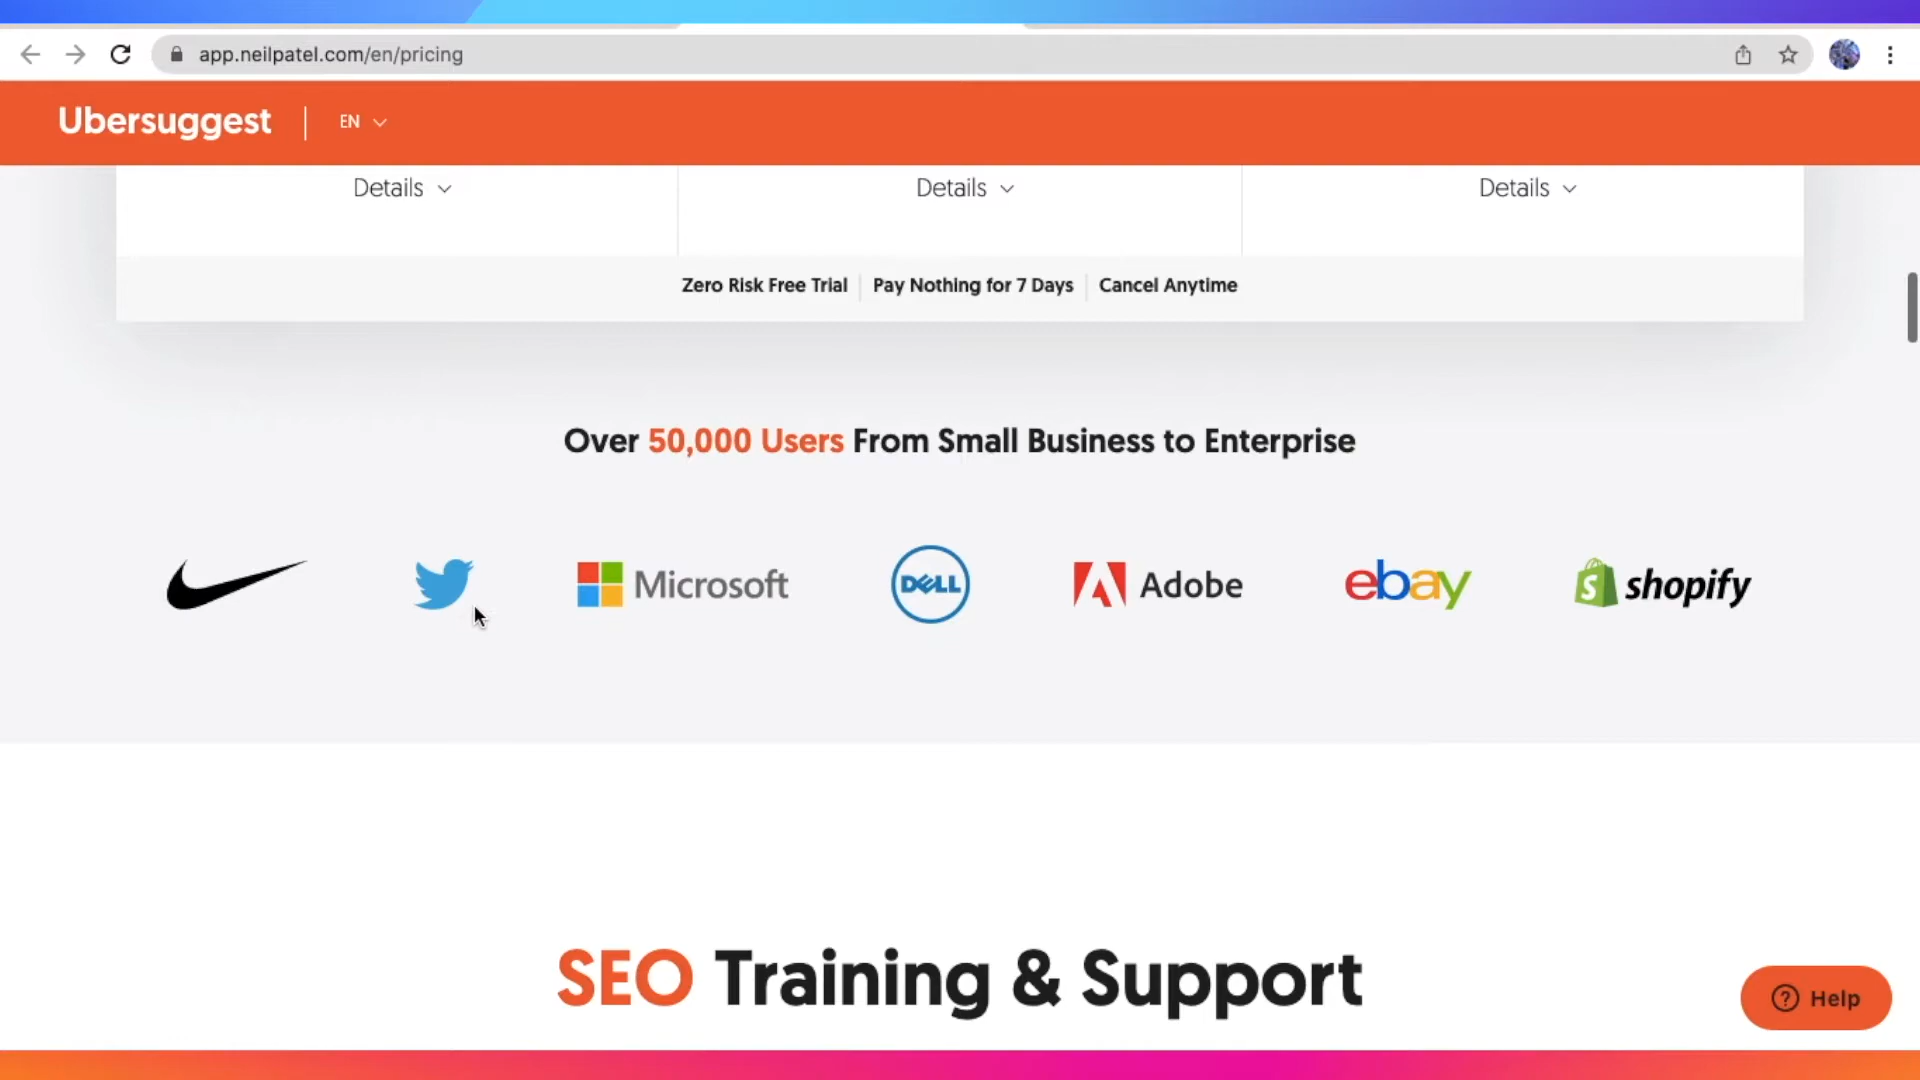 app.neilpatel.com/en/pricing
Ubersuggest
EN
Details
Details
Details
Zero Risk Free Trial
Pay Nothing for 7 Days
Cancel Anytime
Over 50,000 Users From Small Business to Enterprise
Microsoft
DELL
Adobe
ebay
shopify
SEO Training & Support
Help